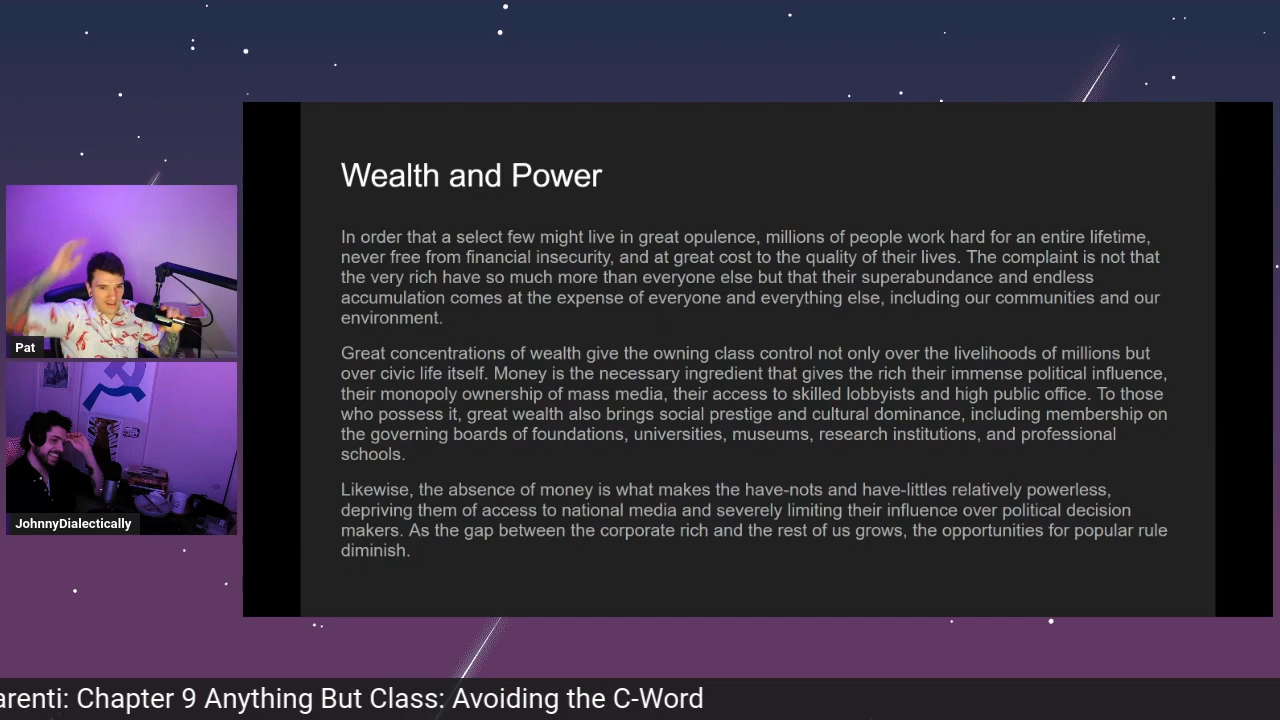 Wealth and Power
In order that a select few might live in great opulence, millions of people work hard for an entire lifetime,
never free from financial insecurity, and at great cost to the quality of their lives. The complaint is not that
the very rich have so much more than everyone else but that their superabundance and endless
accumulation comes at the expense of everyone and everything else, including our communities and our
environment.
Great concentrations of wealth give the owning class control not only over the livelihoods of millions but
over civic life itself. Money is the necessary ingredient that gives the rich their immense political influence,
their monopoly ownership of mass media, their access to skilled lobbyists and high public office. To those
who possess it, great wealth also brings social prestige and cultural dominance, including membership on
the governing boards of foundations, universities, museums, research institutions, and professional
schools.
Likewise, the absence of money is what makes the have-nots and have-littles relatively powerless,
depriving them of access to national media and severely limiting their influence over political decision
makers. As the gap between the corporate rich and the rest of us grows, the opportunities for popular rule
diminish.
Pat
JohnnyDialectically
arenti: Chapter 9 Anything But Class: Avoiding the C-Word